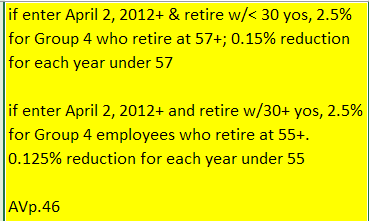 if enter April 2, 2012+ & retire w/< 30 yos, 2.5%
for Group 4 who retire at 57+; 0.15% reduction
for each year under 57
if enter April 2, 2012+ and retire w/30+ yos, 2.5%
for Group 4 employees who retire at 55+.
0.125% reduction for each year under 55
AVp.46